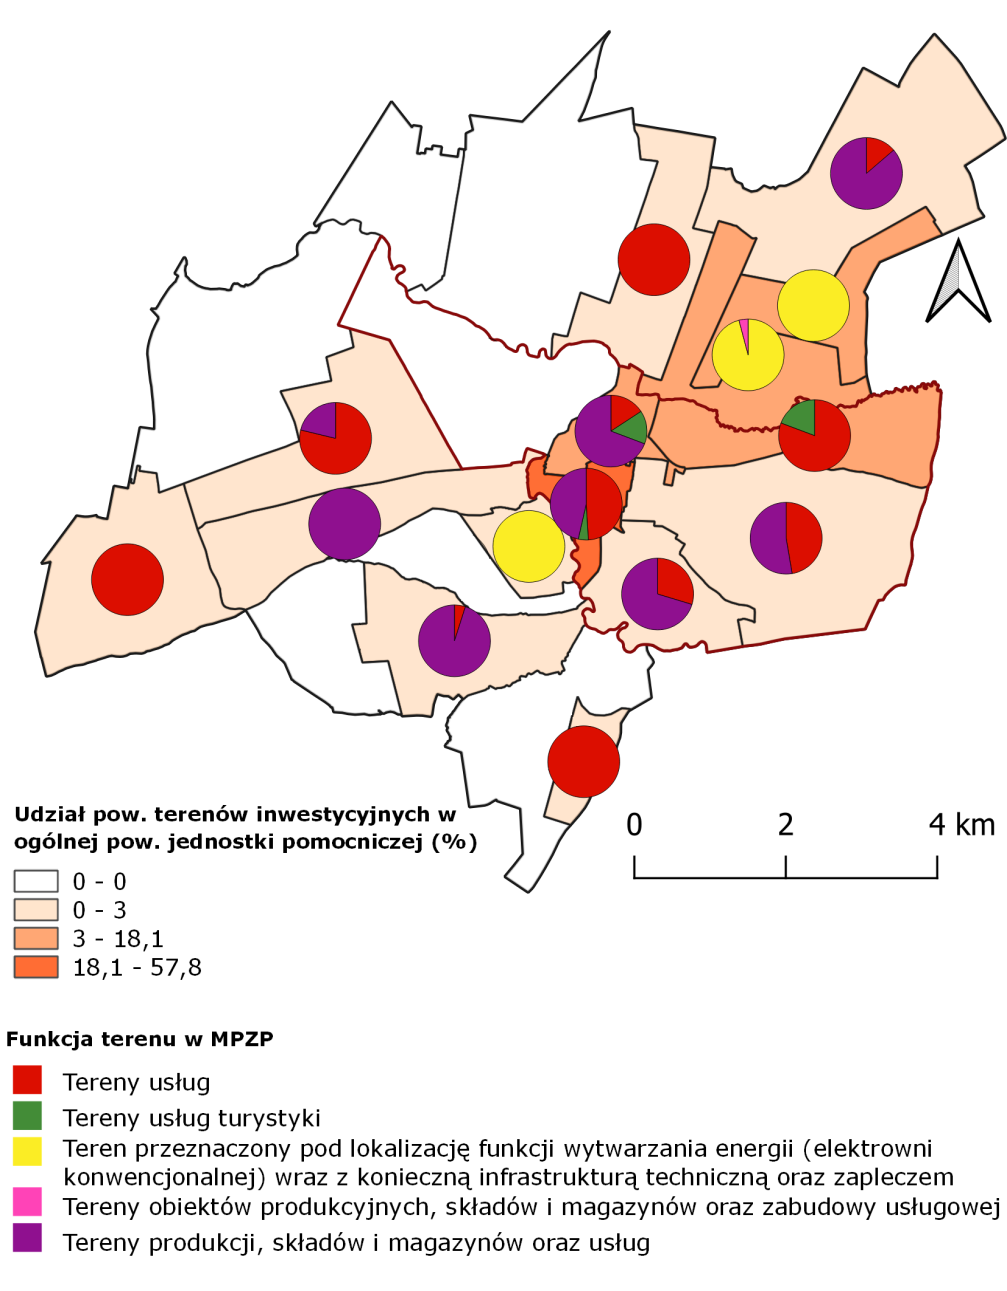 Udział pow. terenów inwestycyjnych w
ogólnej pow. jednostki pomocniczej (%)
0 - 0
0 - 3
3 - 18,1
18,1 - 57,8
0 2 4 km
Funkcja terenu w MPZP
Tereny usług
Tereny usług turystyki
Teren przeznaczony pod lokalizację funkcji wytwarzania energii (elektrowni
konwencjonalnej) wraz z konieczną infrastrukturą techniczną oraz zapleczem
Tereny obiektów produkcyjnych, składów i magazynów oraz zabudowy usługowej
Tereny produkcji, składów i magazynów oraz usług